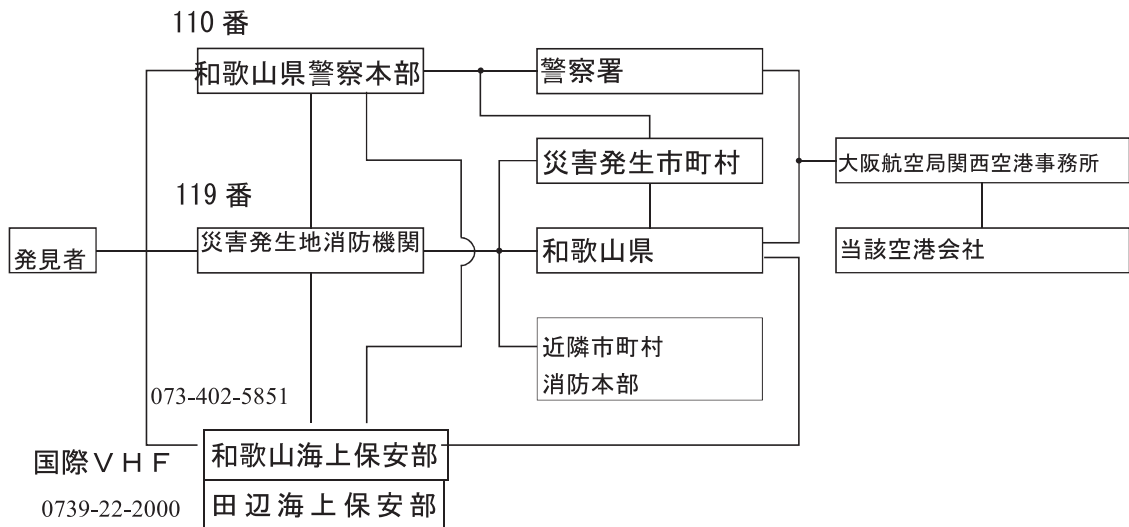 110 番
和歌山県警察本部
警察署
災害発生市町村
大阪航空局関西空港事務所
119 番
発見者
災害発生地消防機関
和歌山県
当該空港会社
近隣市町村
消防本部
073-402-5851
国際ＶＨＦ
和歌山海上保安部
0739-22-2000
田辺海上保安部